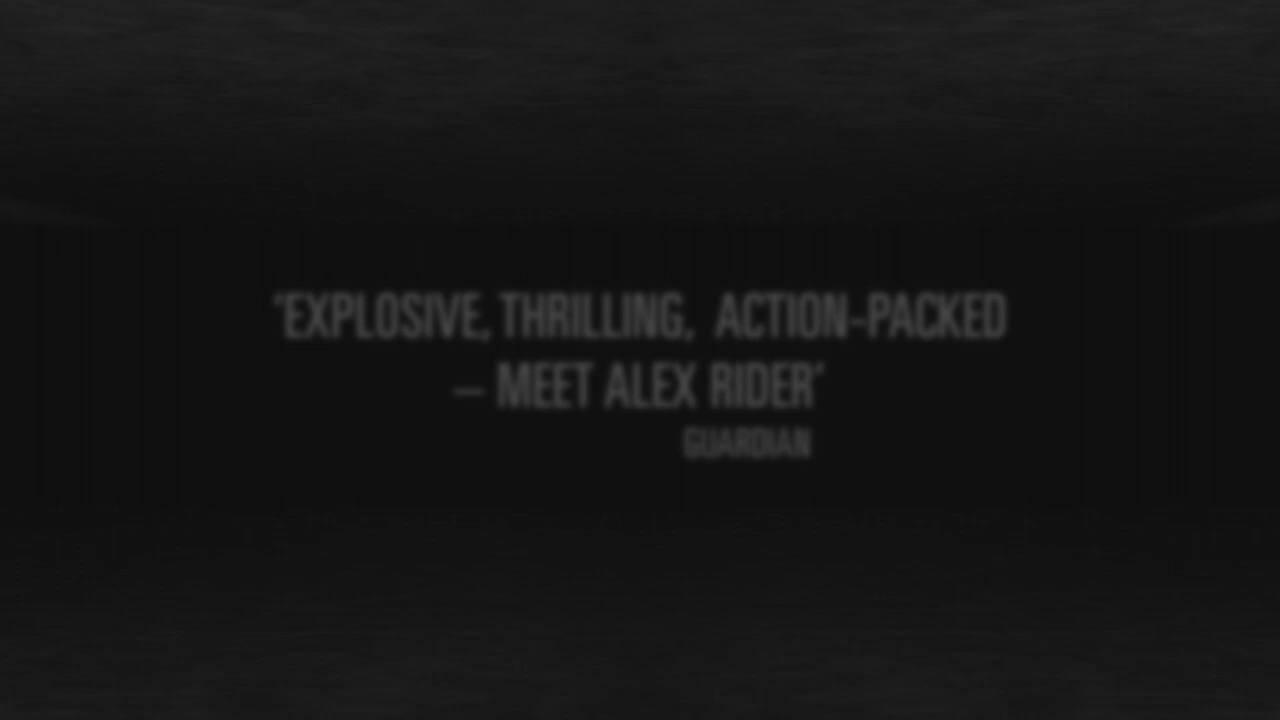 ‘EXPLOSIVE, THRILLING, ACTION-PACKED
– MEET ALEX RIDER’
GUARDIAN